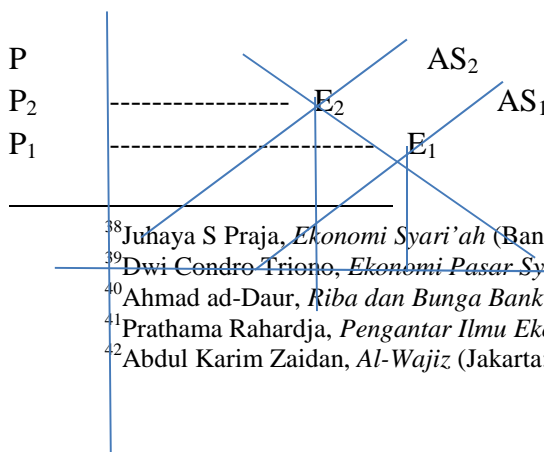 P AS₂
P₂ E₂ AS₁
P₁ E₁
³⁸Juhaya S Praja, Ekonomi Syari’ah (Ban
³⁹Dwi Condro Triono, Ekonomi Pasar Sy
⁴⁰Ahmad ad-Daur, Riba dan Bunga Bank
⁴¹Prathama Rahardja, Pengantar Ilmu Ek
⁴²Abdul Karim Zaidan, Al-Wajiz (Jakarta: